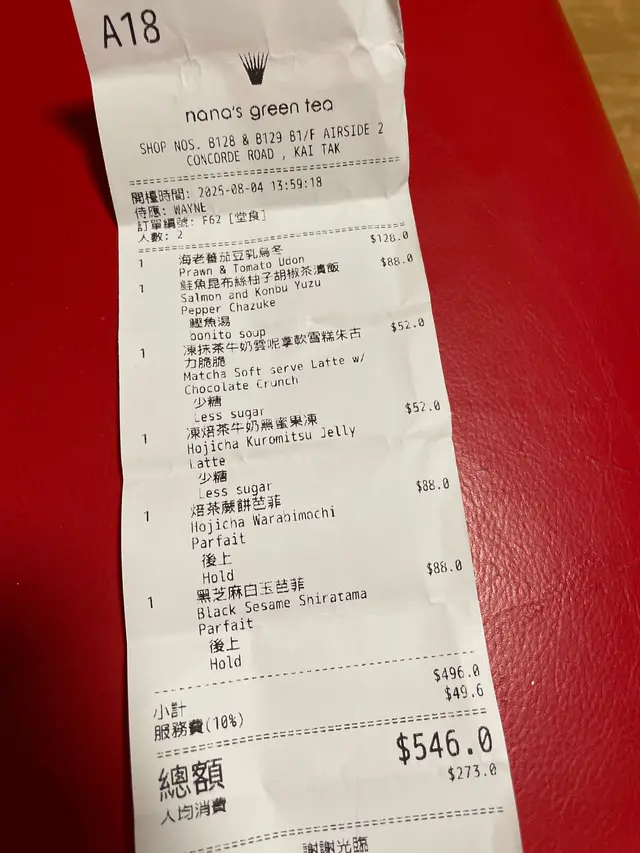 A18
nana's green tea
SHOP NOS. B128 & B129 B1/F AIRSIDE 2
CONCORDE ROAD , KAI TAK
開檯時間: 2025-08-04 13:59:18
侍應: WAYNE
訂單編號: F62 [堂食]
人數: 2
1 海老蕃茄豆乳烏冬 $128.0
Prawn & Tomato Udon
1 鮭魚昆布絲柚子胡椒茶漬飯 $88.0
Salmon and Konbu Yuzu
Pepper Chazuke
鰹魚湯
bonito soup
1 凍抹茶牛奶雲呢拿軟雪糕朱古 $52.0
力脆脆
Matcha Soft serve Latte w/
Chocolate Crunch
少糖
Less sugar
1 凍焙茶牛奶黑蜜果凍 $52.0
Hojicha Kuromitsu Jelly
Latte
少糖
Less sugar
1 焙茶蕨餅芭菲 $88.0
Hojicha Warabimochi
Parfait
後上
Hold
1 黑芝麻白玉芭菲 $88.0
Black Sesame Shiratama
Parfait
後上
Hold
小計 $496.0
服務費(10%) $49.6
總額 $546.0
人均消費 $273.0
謝謝光臨